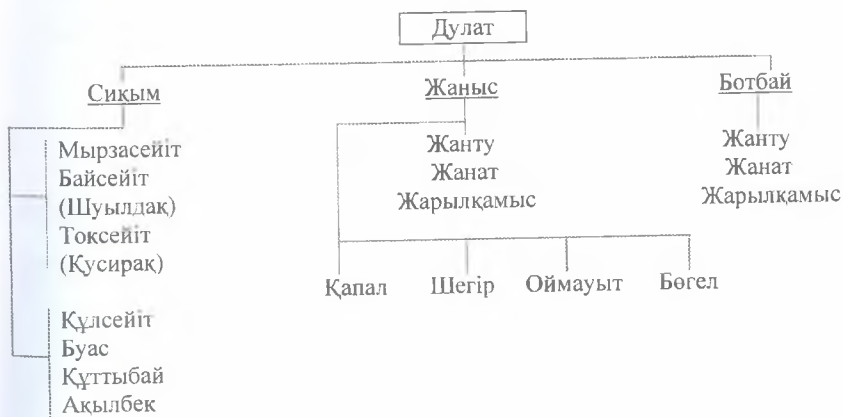 Дулат
Сиқым Жаныс Ботбай
Мырзасейіт
Байсейіт
(Шуылдақ)
Токсейіт
(Қусирақ)
Құлсейіт
Буас
Құттыбай
Ақылбек
Жанту
Жанат
Жарылқамыс
Қапал Шегір Оймауыт Бөгел
Жанту
Жанат
Жарылқамыс